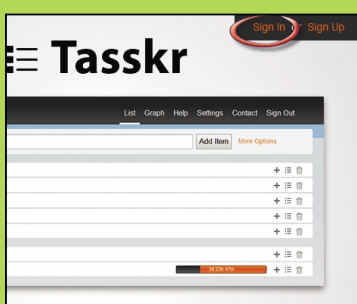 Sign In or Sign Up
Tasskr
List Graph Help Settings Contact Sign Out
Add Item More Options
3d 23h 47m